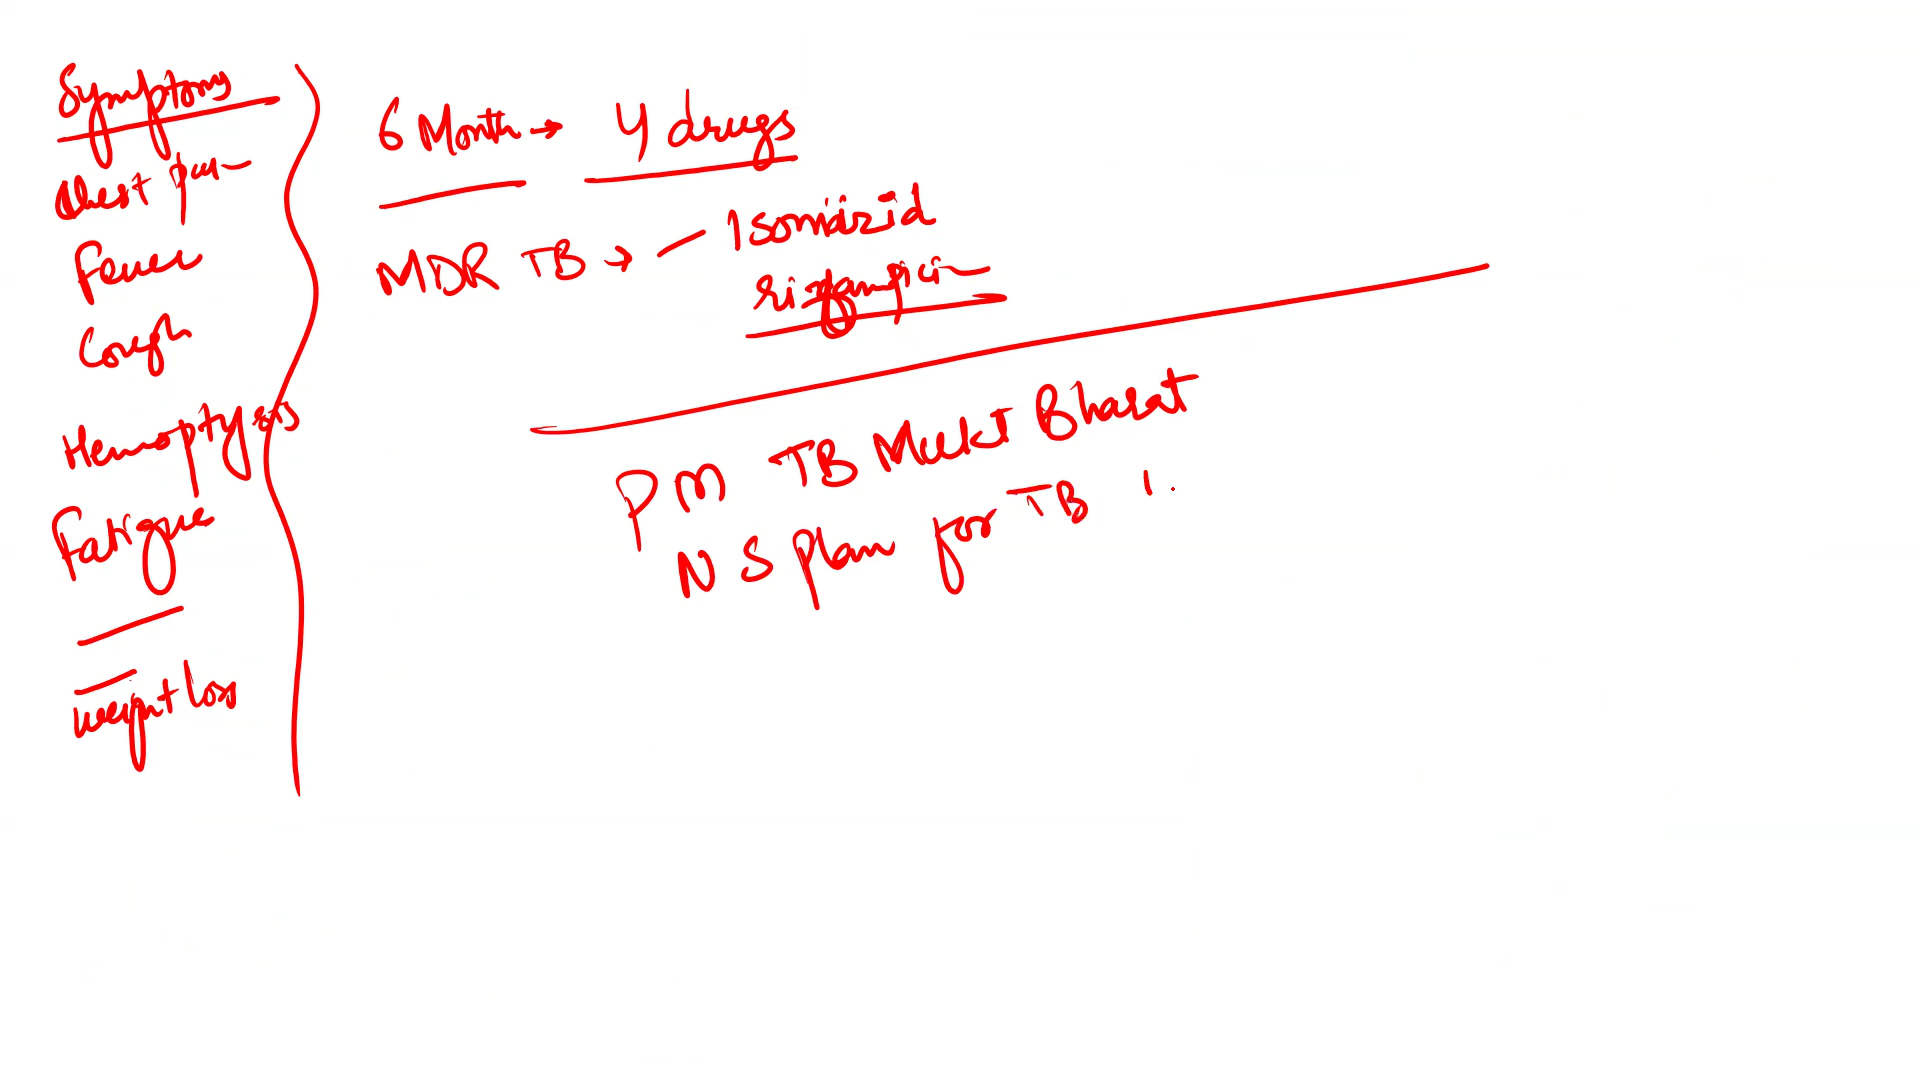 Symptoms
Chest pain
Fever
Cough
Hemoptysis
Fatigue
weight loss
6 Month → 4 drugs
MDR TB → – Isoniazid
rifampicin
PM TB Mukt Bharat
N S Plan for TB